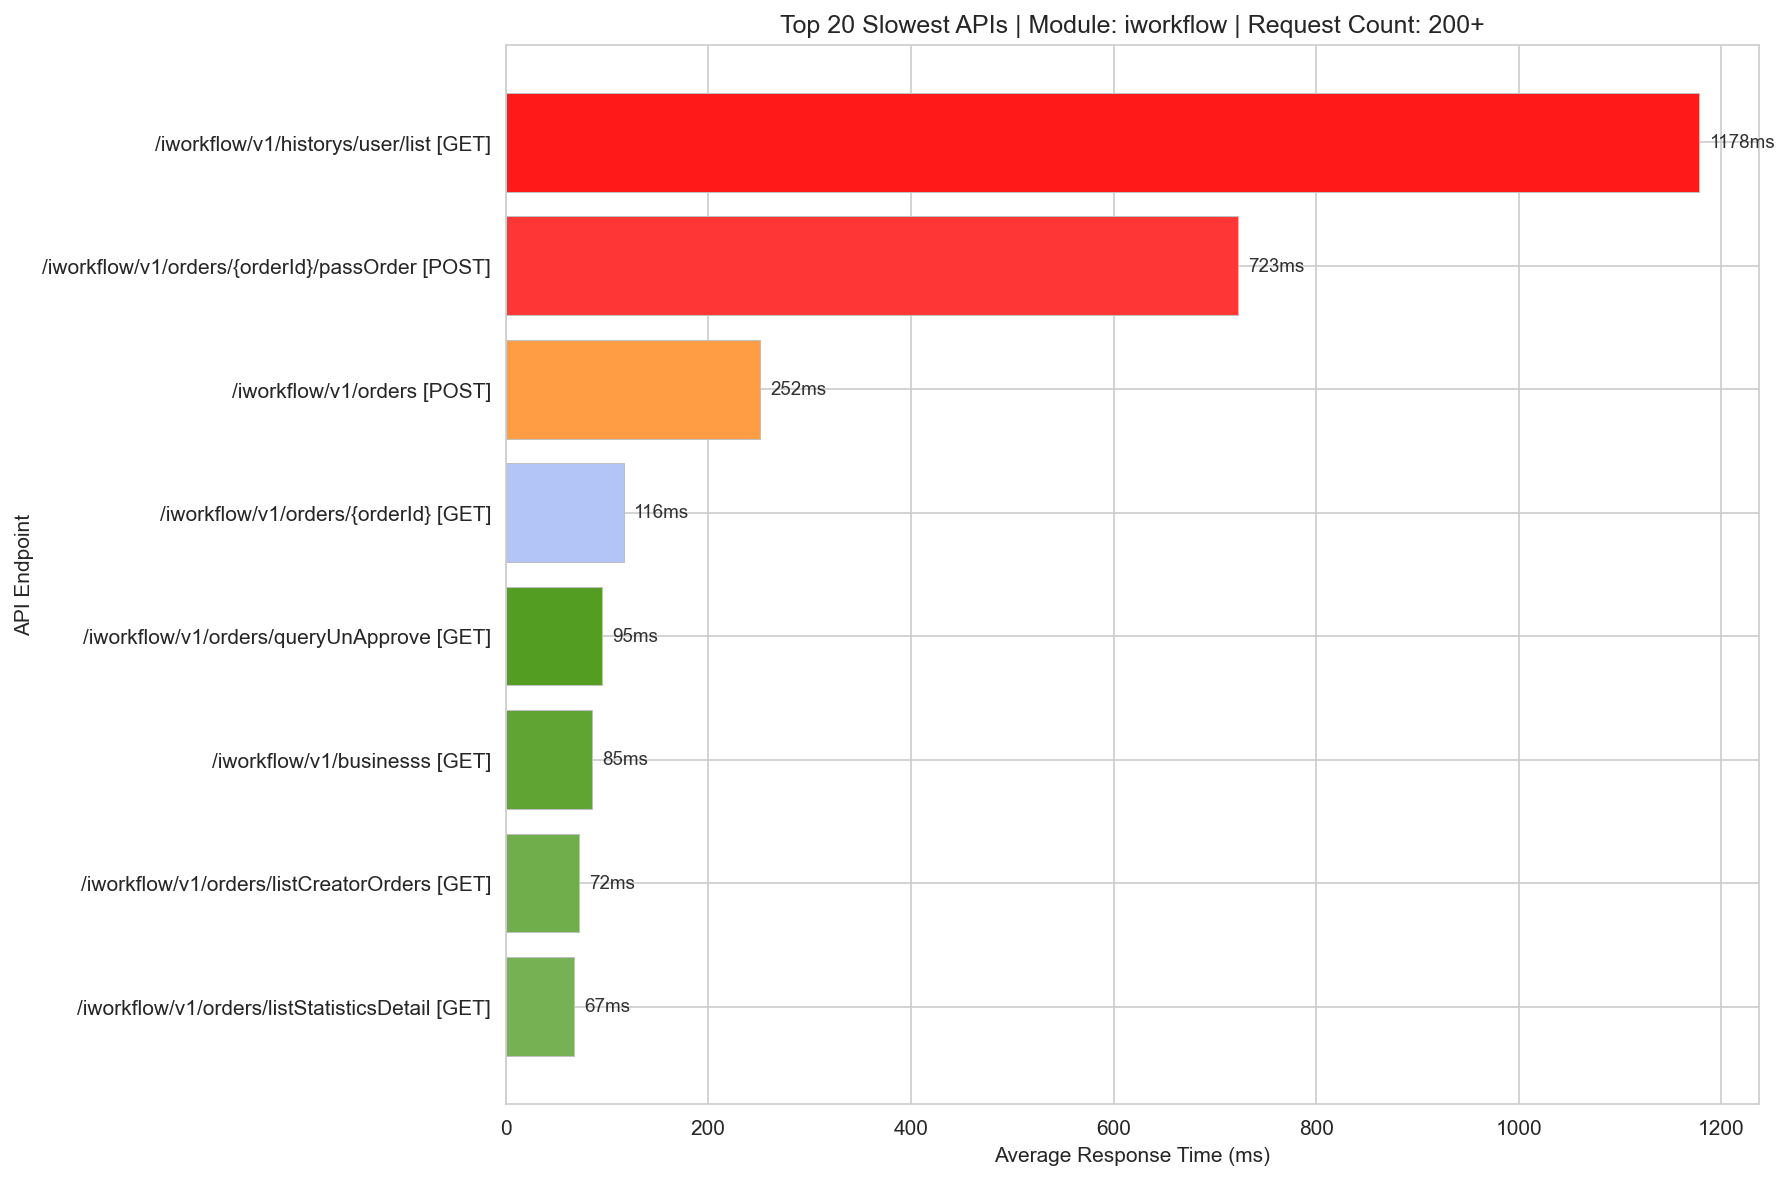 Top 20 Slowest APIs | Module: iworkflow | Request Count: 200+
API Endpoint
/iworkflow/v1/historys/user/list [GET] 1178ms
/iworkflow/v1/orders/{orderId}/passOrder [POST] 723ms
/iworkflow/v1/orders [POST] 252ms
/iworkflow/v1/orders/{orderId} [GET] 116ms
/iworkflow/v1/orders/queryUnApprove [GET] 95ms
/iworkflow/v1/businesss [GET] 85ms
/iworkflow/v1/orders/listCreatorOrders [GET] 72ms
/iworkflow/v1/orders/listStatisticsDetail [GET] 67ms
0 200 400 600 800 1000 1200
Average Response Time (ms)